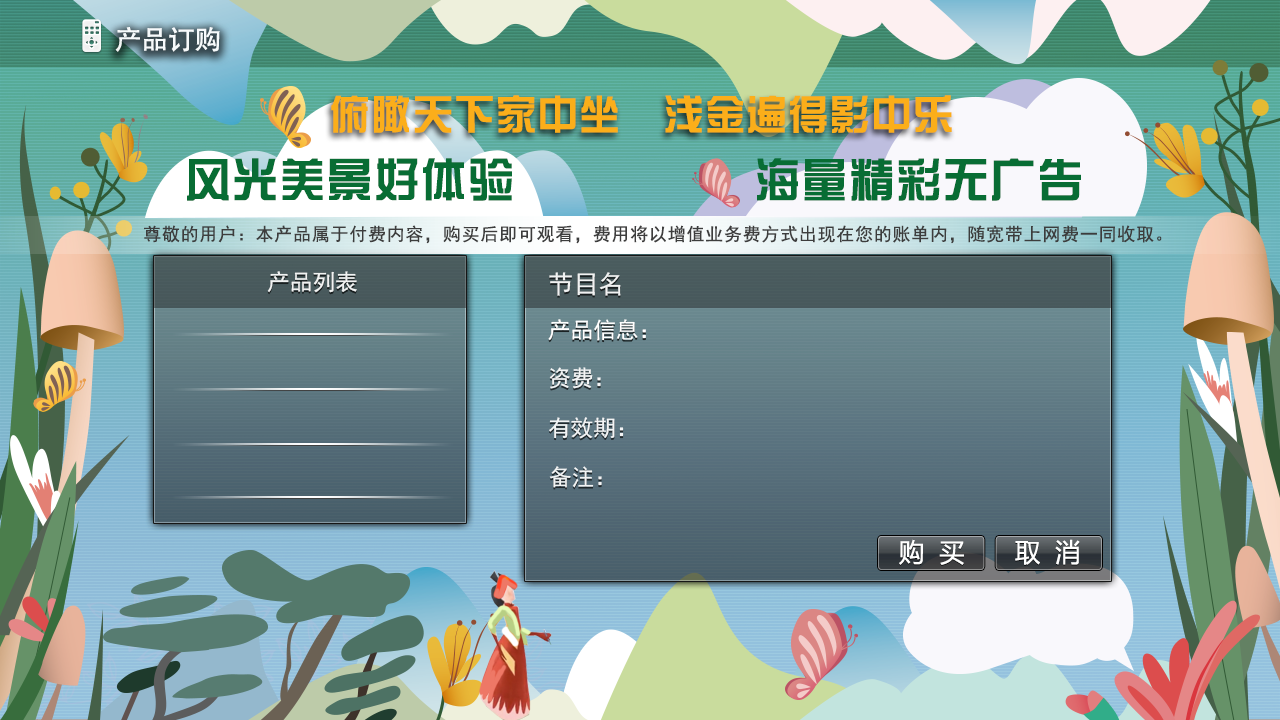 产品订购
俯瞰天下家中坐 浅金遍得影中乐
风光美景好体验 海量精彩无广告
尊敬的用户：本产品属于付费内容，购买后即可观看，费用将以增值业务费方式出现在您的账单内，随宽带上网费一同收取。
产品列表
节目名
产品信息：
资费：
有效期：
备注：
购买 取消